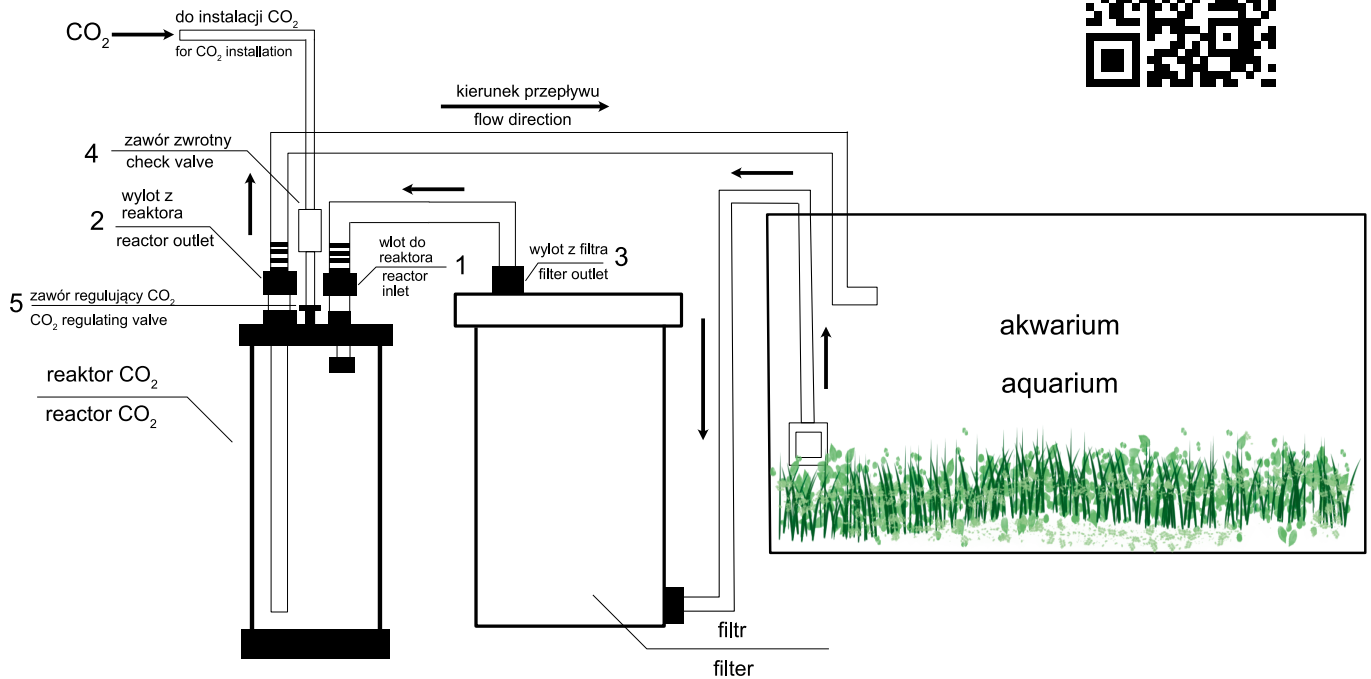 do instalacji CO₂
CO₂
for CO₂ installation
kierunek przepływu
flow direction
4
zawór zwrotny
check valve
2
wylot z
reaktora
reactor outlet
wlot do
reaktora
reactor
inlet
1
wylot z filtra
filter outlet
3
5
zawór regulujący CO₂
CO₂ regulating valve
reaktor CO₂
reactor CO₂
akwarium
aquarium
filtr
filter